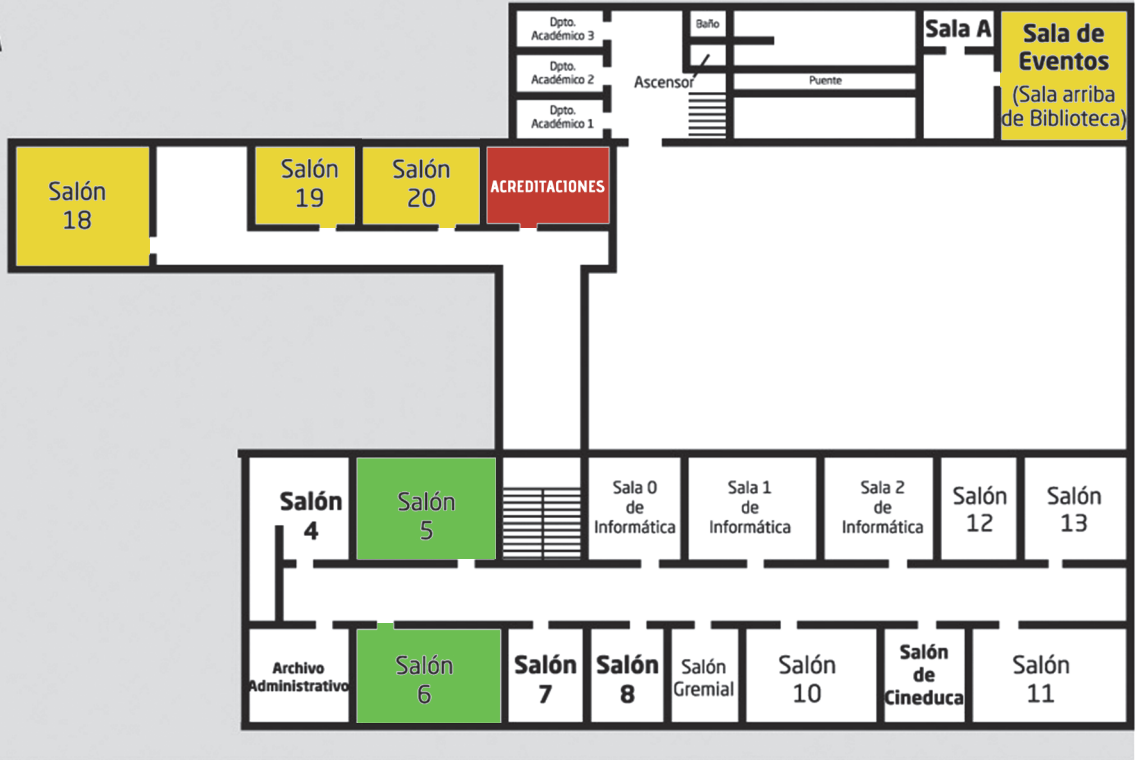 Dpto.
Académico 3
Dpto.
Académico 2
Dpto.
Académico 1
Baño
Ascensor
Puente
Sala A
Sala de
Eventos
(Sala arriba
de Biblioteca)
Salón
18
Salón
19
Salón
20
ACREDITACIONES
Salón
4
Salón
5
Sala 0
de
Informática
Sala 1
de
Informática
Sala 2
de
Informática
Salón
12
Salón
13
Archivo
Administrativo
Salón
6
Salón
7
Salón
8
Salón
Gremial
Salón
10
Salón
de
Cineduca
Salón
11